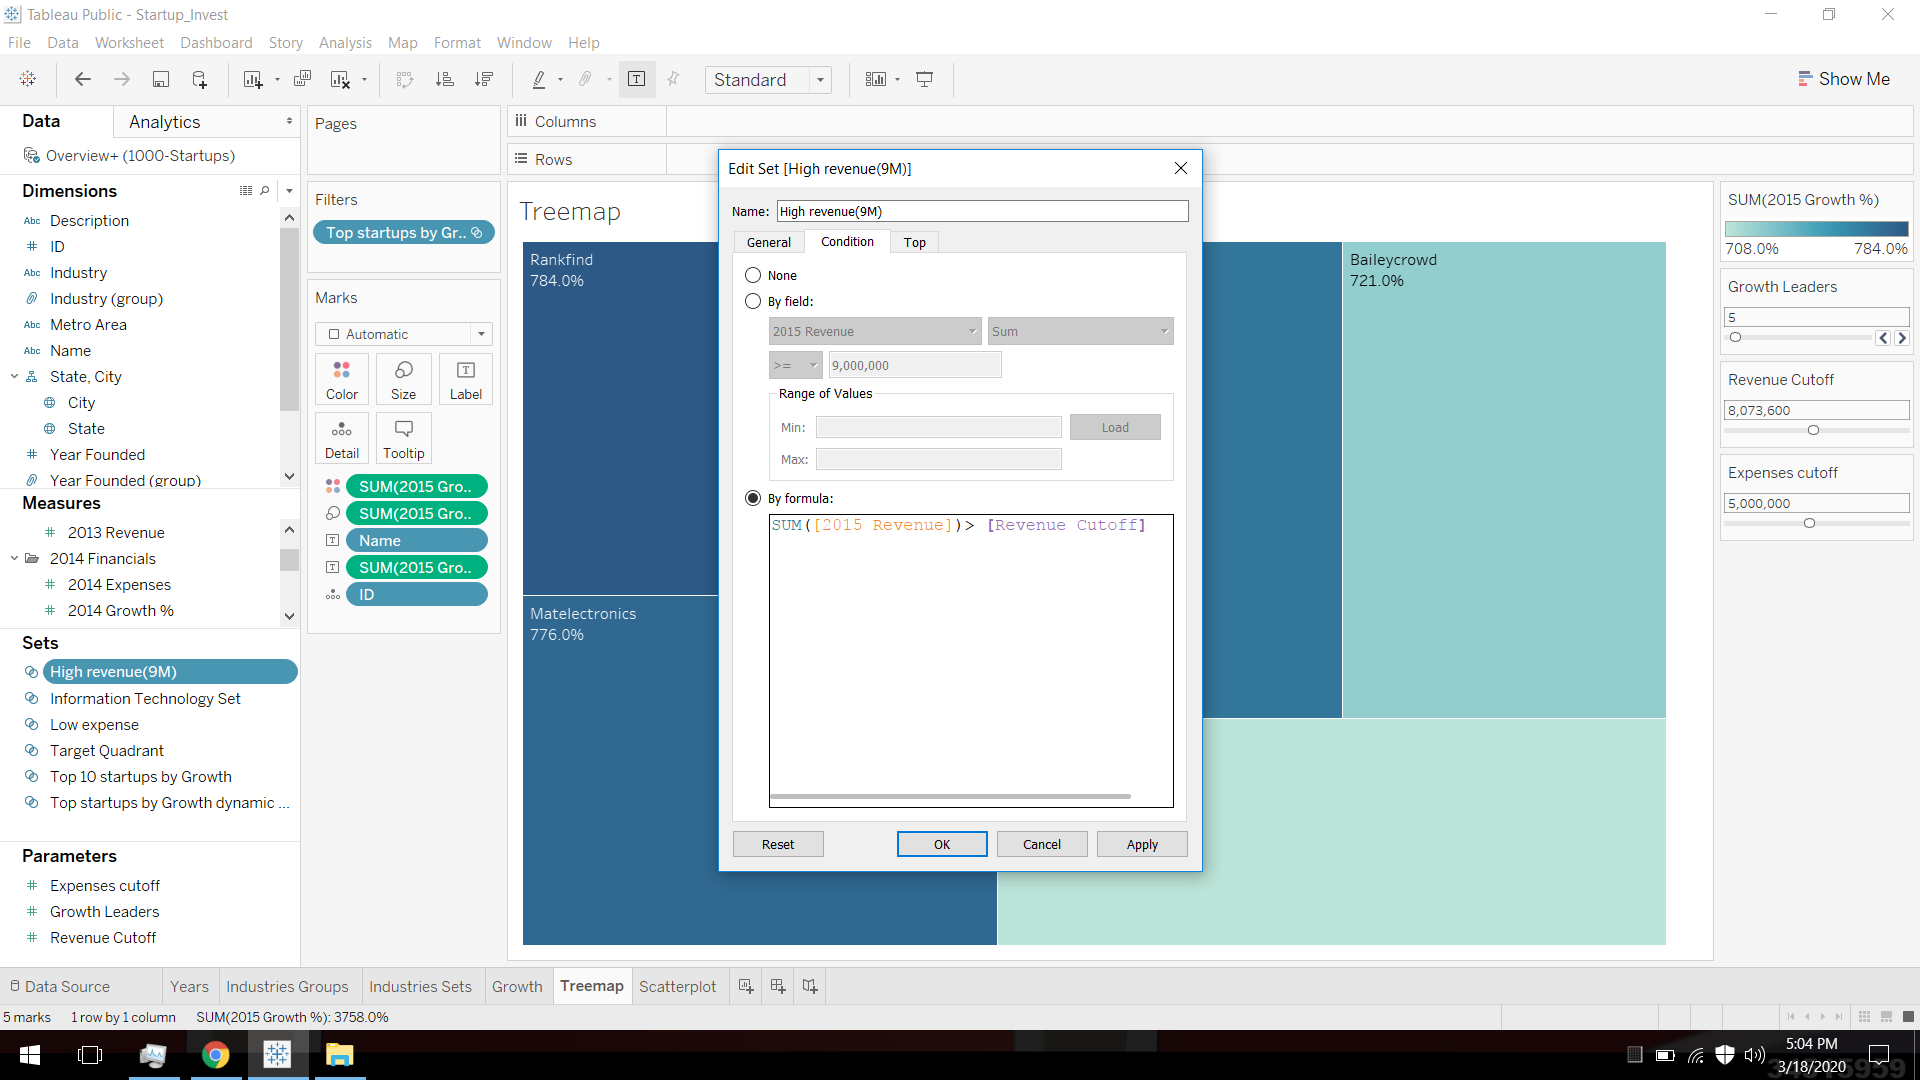 Tableau Public - Startup_Invest
File Data Worksheet Dashboard Story Analysis Map Format Window Help
Standard
Show Me
Data Analytics
Overview+ (1000-Startups)
Dimensions
Abc Description
ID
Abc Industry
Industry (group)
Abc Metro Area
Abc Name
State, City
City
State
Year Founded
Year Founded (group)
Measures
2013 Revenue
2014 Financials
2014 Expenses
2014 Growth %
Sets
High revenue(9M)
Information Technology Set
Low expense
Target Quadrant
Top 10 startups by Growth
Top startups by Growth dynamic ...
Parameters
Expenses cutoff
Growth Leaders
Revenue Cutoff
Pages
Filters
Top startups by Gr..
Marks
Automatic
Color Size Label
Detail Tooltip
SUM(2015 Gro..
SUM(2015 Gro..
Name
SUM(2015 Gro..
ID
Columns
Rows
Treemap
Rankfind
784.0%
Matelectronics
776.0%
Baileycrowd
721.0%
Edit Set [High revenue(9M)]
Name: High revenue(9M)
General Condition Top
None
By field:
2015 Revenue Sum
>= 9,000,000
Range of Values
Min: Load
Max:
By formula:
SUM([2015 Revenue])> [Revenue Cutoff]
Reset OK Cancel Apply
SUM(2015 Growth %)
708.0% 784.0%
Growth Leaders
5
Revenue Cutoff
8,073,600
Expenses cutoff
5,000,000
Data Source Years Industries Groups Industries Sets Growth Treemap Scatterplot
5 marks 1 row by 1 column SUM(2015 Growth %): 3758.0%
5:04 PM
3/18/2020